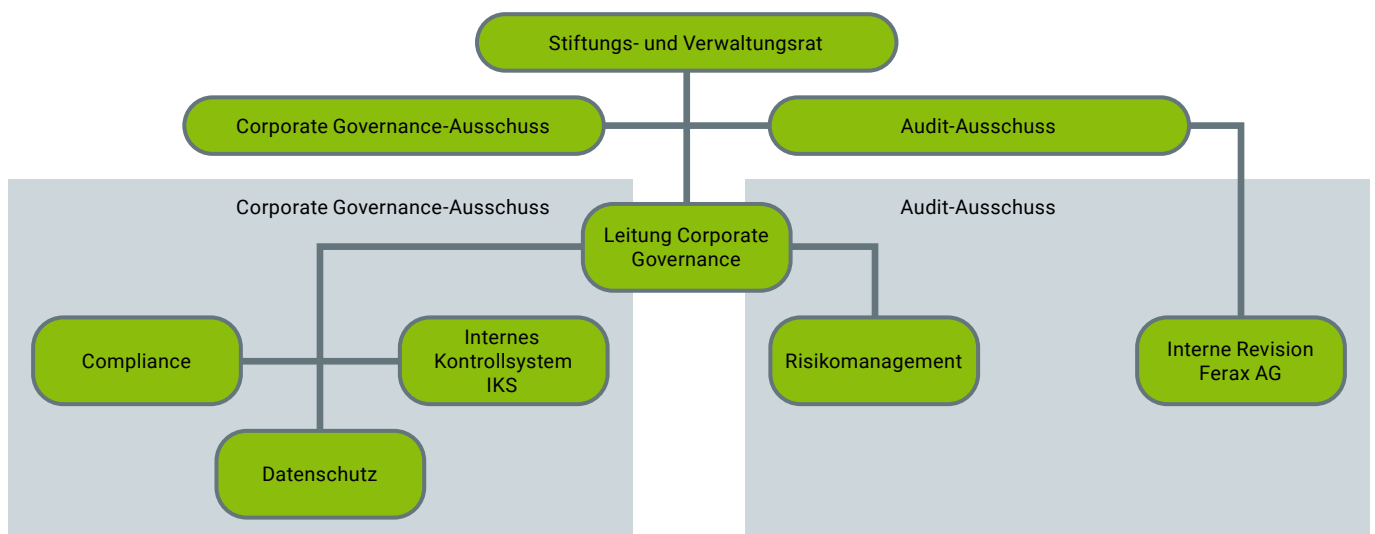 Stiftungs- und Verwaltungsrat
Corporate Governance-Ausschuss
Audit-Ausschuss
Corporate Governance-Ausschuss
Audit-Ausschuss
Leitung Corporate
Governance
Compliance
Internes
Kontrollsystem
IKS
Risikomanagement
Interne Revision
Ferax AG
Datenschutz